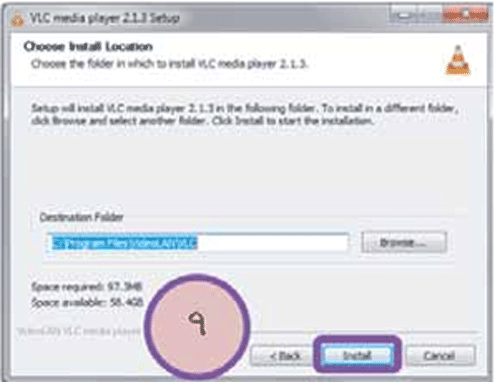 VLC media player 2.1.3 Setup
Choose Install Location
Choose the folder in which to install VLC media player 2.1.3.
Setup will install VLC media player 2.1.3 in the following folder. To install in a different folder,
click Browse and select another folder. Click Install to start the installation.
Destination Folder
C:\Program Files\VideoLAN\VLC
Browse...
Space required: 97.3MB
Space available: 58.4GB
VideoLAN VLC media player
۹
< Back
Install
Cancel